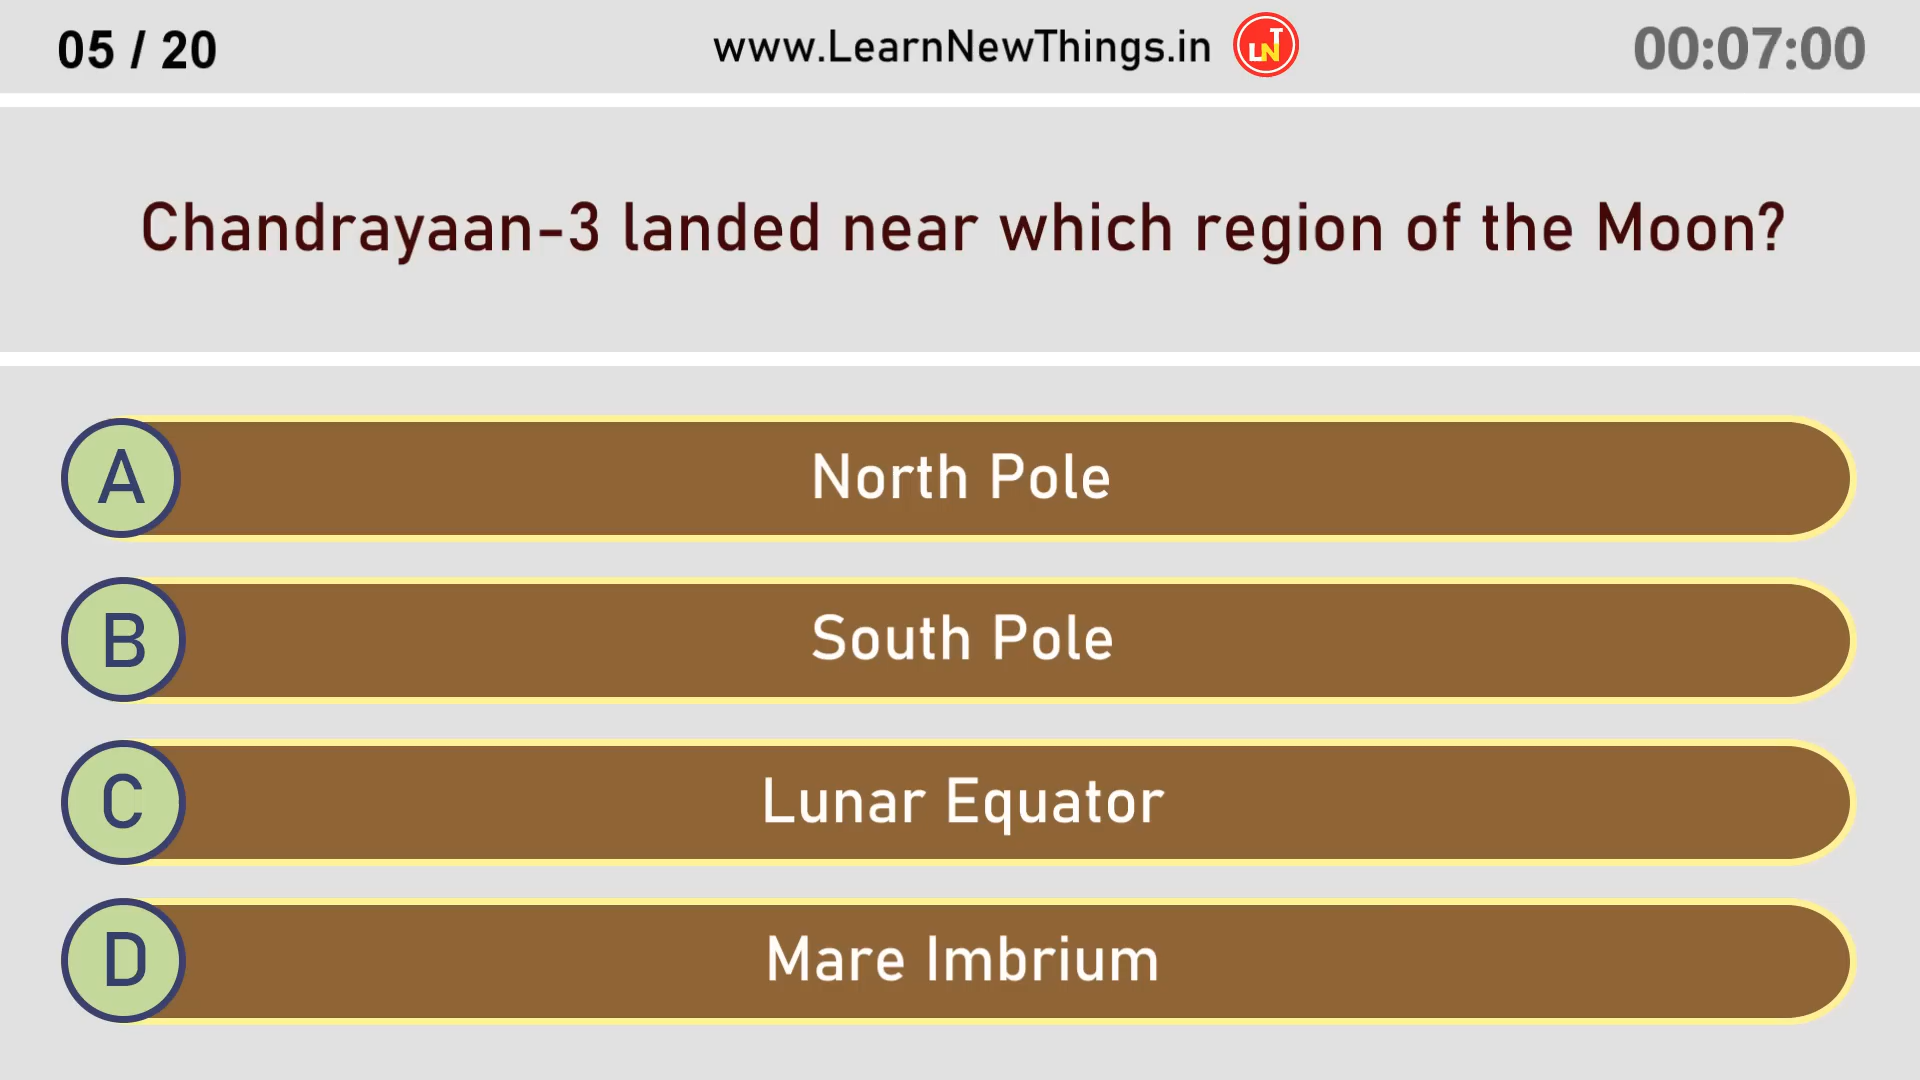 05 / 20
www.LearnNewThings.in
LNT
00:07:00
Chandrayaan-3 landed near which region of the Moon?
A North Pole
B South Pole
C Lunar Equator
D Mare Imbrium